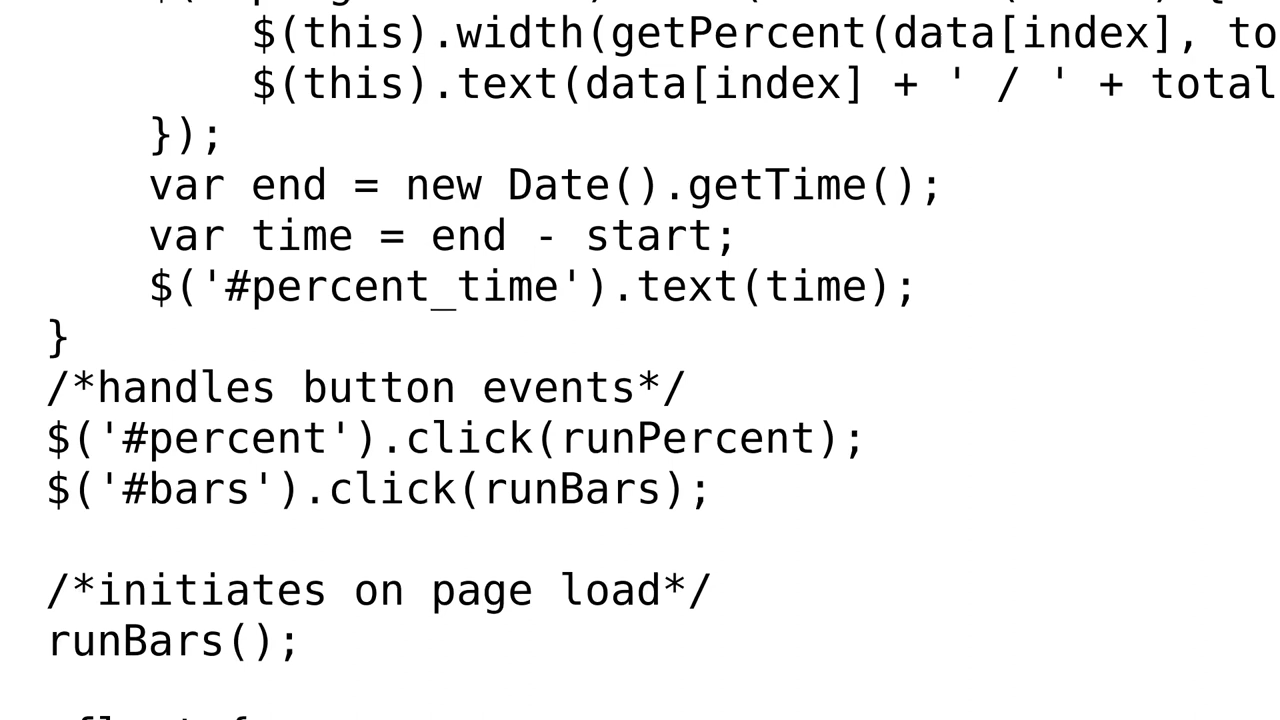 $(this).width(getPercent(data[index], to
$(this).text(data[index] + ' / ' + total
});
var end = new Date().getTime();
var time = end - start;
$('#percent_time').text(time);
}
/*handles button events*/
$('#percent').click(runPercent);
$('#bars').click(runBars);

/*initiates on page load*/
runBars();